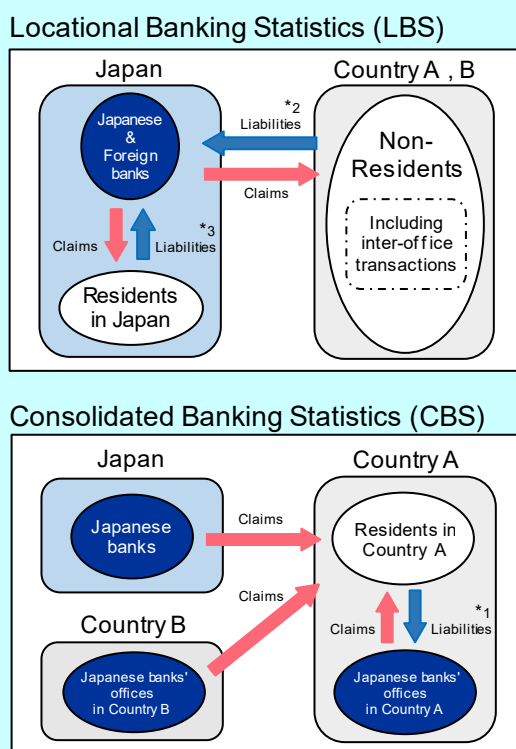 Locational Banking Statistics (LBS)
Japan
Country A , B
Japanese
&
Foreign
banks
*2
Liabilities
Claims
Non-
Residents
Including
inter-office
transactions
Claims
*3
Liabilities
Residents
in Japan
Consolidated Banking Statistics (CBS)
Japan
Country A
Japanese
banks
Claims
Residents in
Country A
Claims
Country B
Japanese banks'
offices
in Country B
Claims
*1
Liabilities
Japanese banks'
offices
in Country A